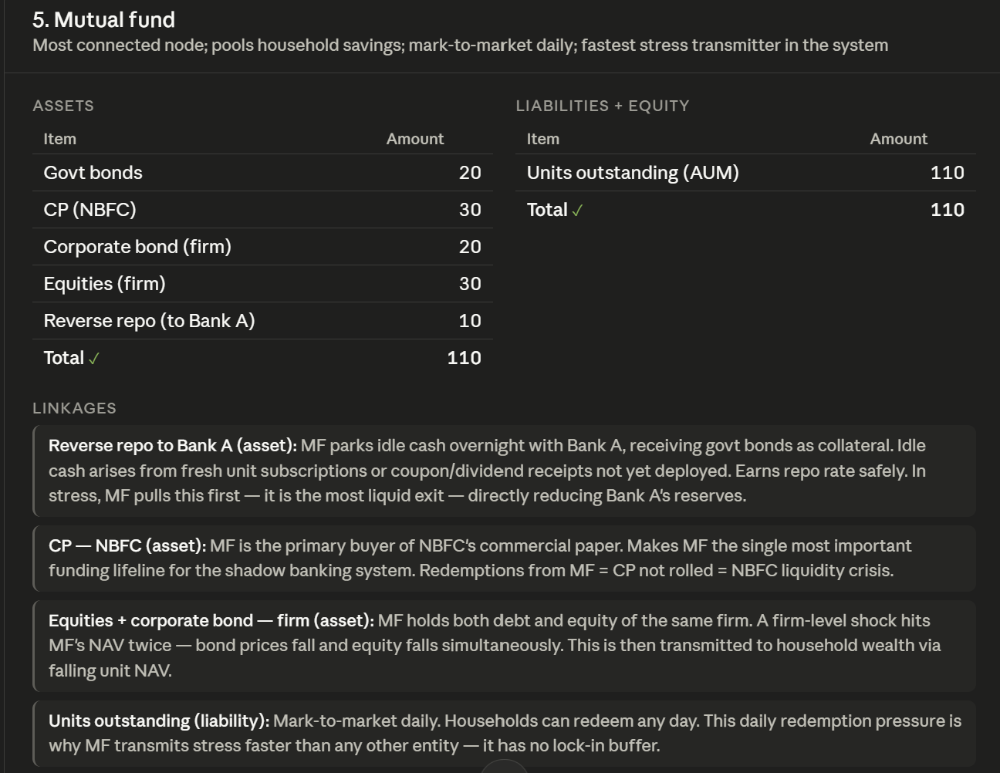 5. Mutual fund
Most connected node; pools household savings; mark-to-market daily; fastest stress transmitter in the system
ASSETS
Item Amount
Govt bonds 20
CP (NBFC) 30
Corporate bond (firm) 20
Equities (firm) 30
Reverse repo (to Bank A) 10
Total ✓ 110
LIABILITIES + EQUITY
Item Amount
Units outstanding (AUM) 110
Total ✓ 110
LINKAGES
Reverse repo to Bank A (asset): MF parks idle cash overnight with Bank A, receiving govt bonds as collateral. Idle
cash arises from fresh unit subscriptions or coupon/dividend receipts not yet deployed. Earns repo rate safely. In
stress, MF pulls this first — it is the most liquid exit — directly reducing Bank A's reserves.
CP — NBFC (asset): MF is the primary buyer of NBFC's commercial paper. Makes MF the single most important
funding lifeline for the shadow banking system. Redemptions from MF = CP not rolled = NBFC liquidity crisis.
Equities + corporate bond — firm (asset): MF holds both debt and equity of the same firm. A firm-level shock hits
MF's NAV twice — bond prices fall and equity falls simultaneously. This is then transmitted to household wealth via
falling unit NAV.
Units outstanding (liability): Mark-to-market daily. Households can redeem any day. This daily redemption pressure is
why MF transmits stress faster than any other entity — it has no lock-in buffer.